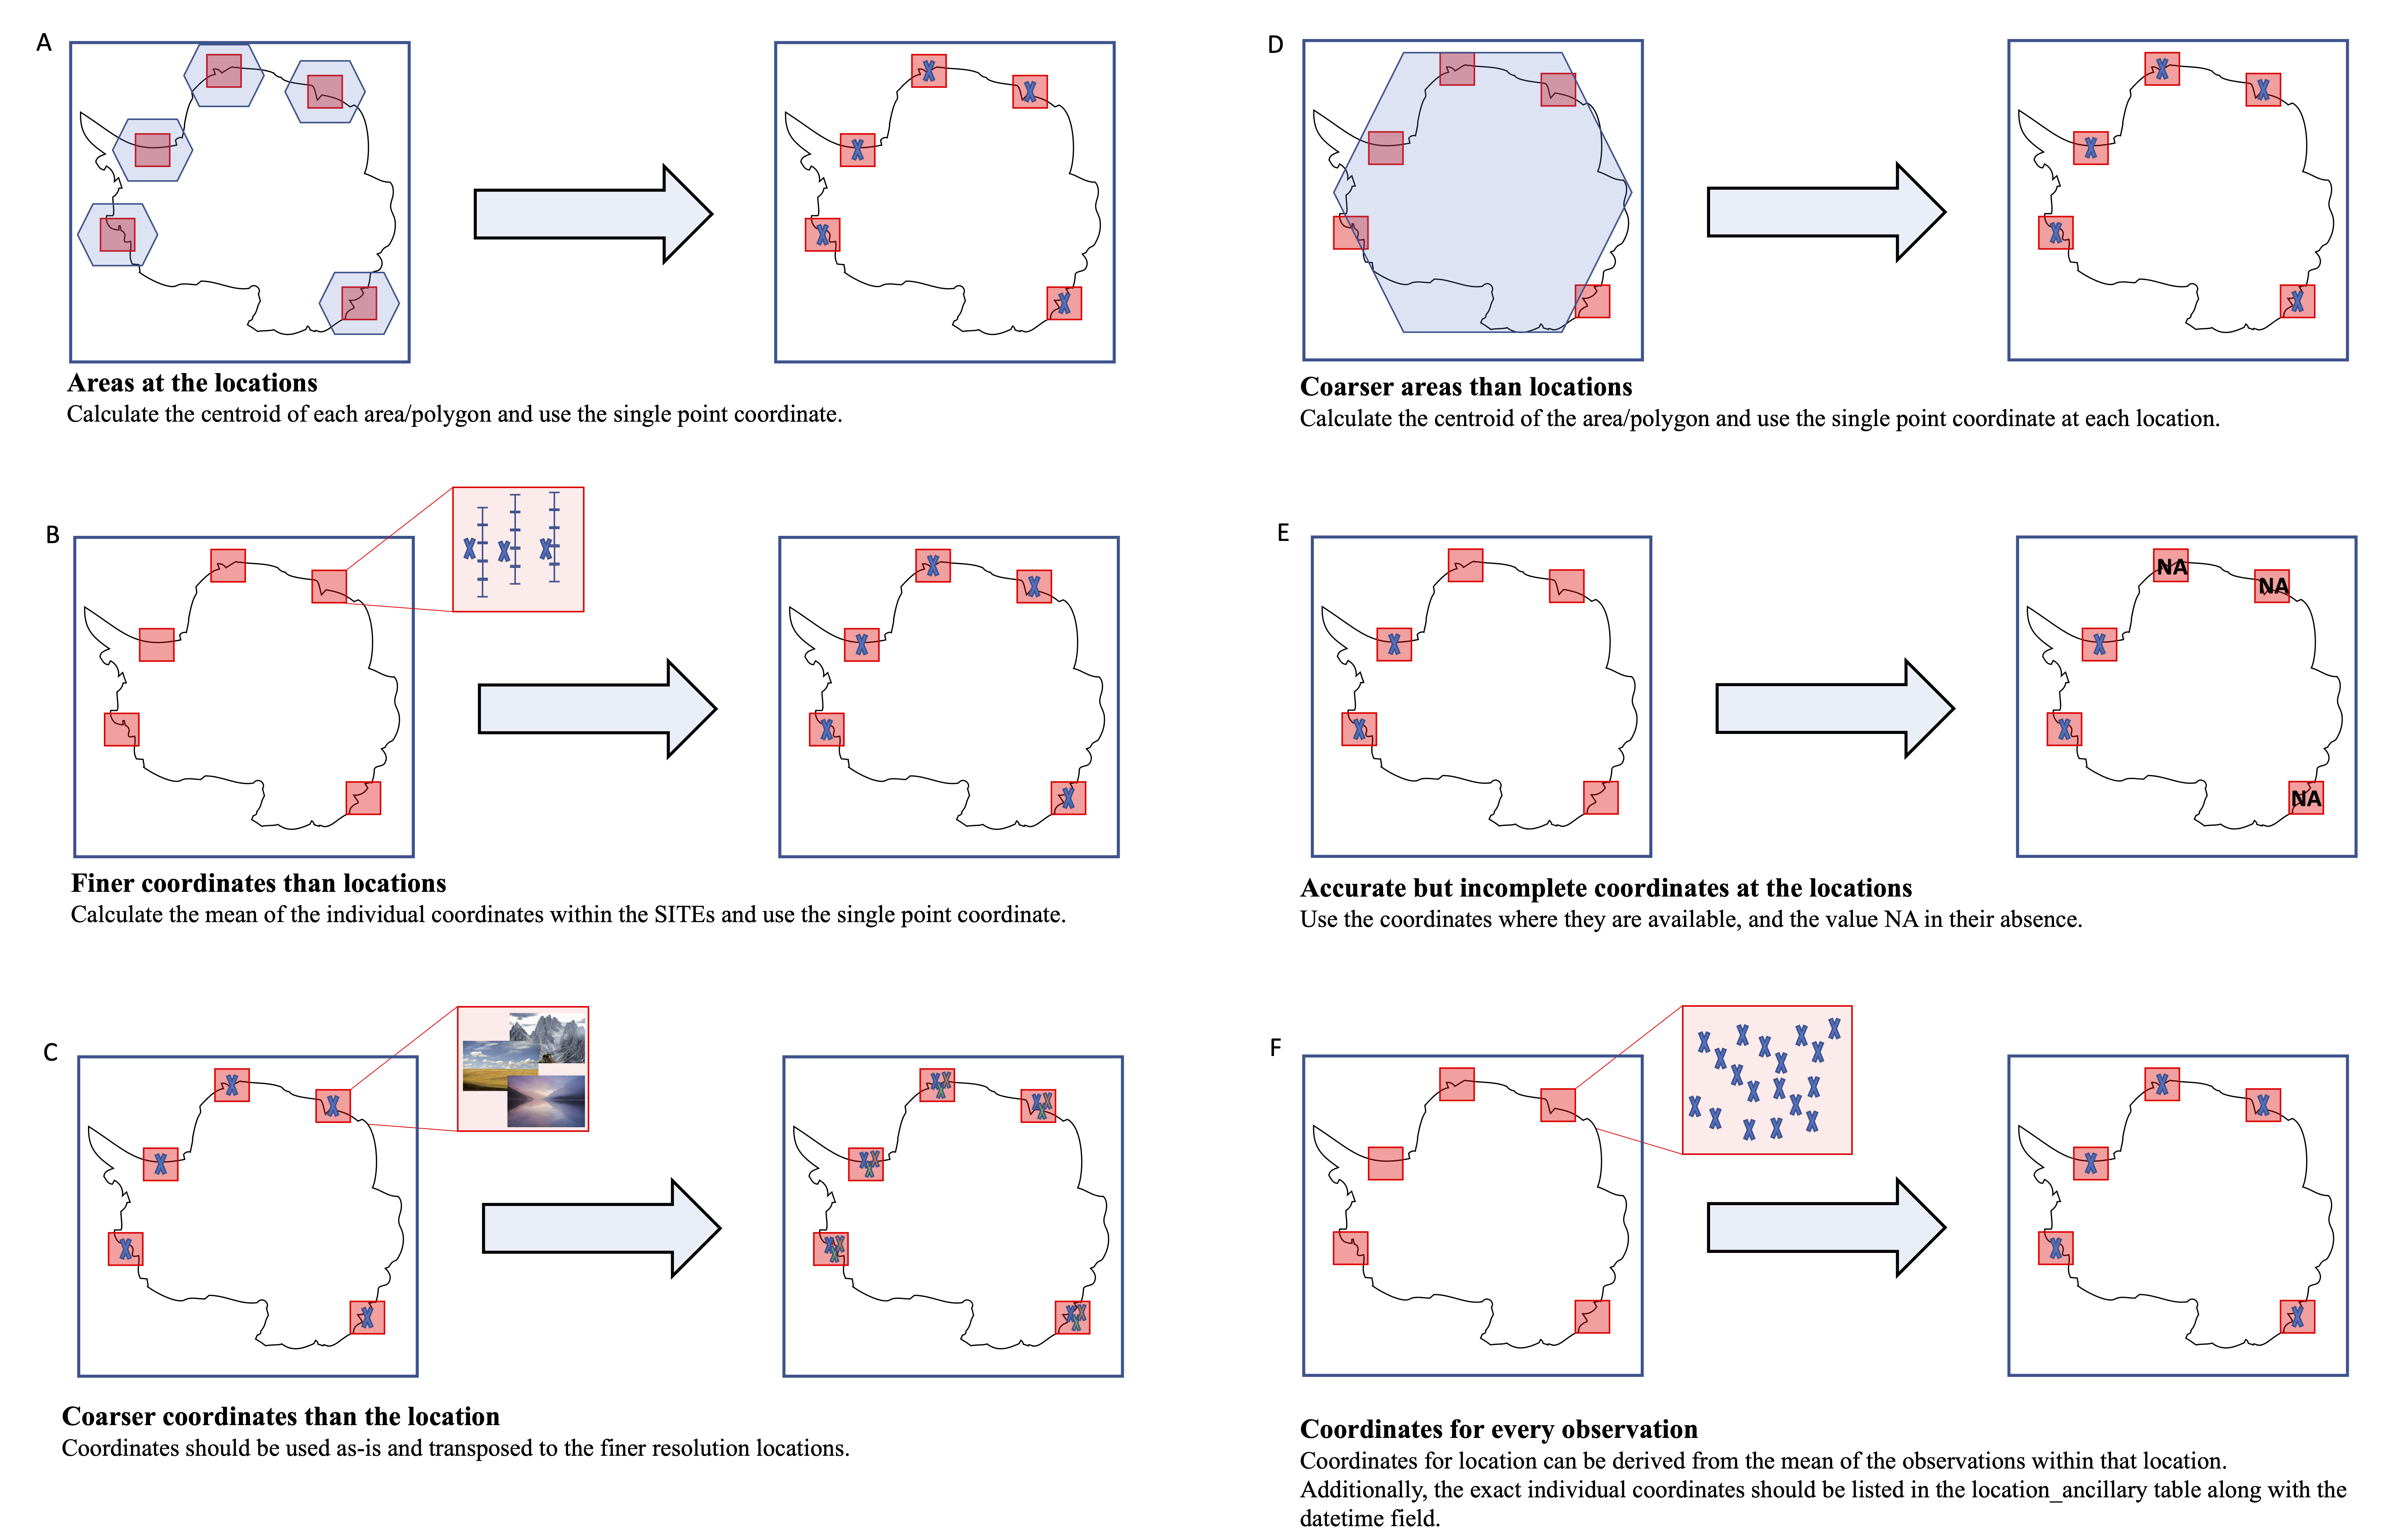 A
Areas at the locations
Calculate the centroid of each area/polygon and use the single point coordinate.
B
Finer coordinates than locations
Calculate the mean of the individual coordinates within the SITEs and use the single point coordinate.
C
Coarser coordinates than the location
Coordinates should be used as-is and transposed to the finer resolution locations.
D
Coarser areas than locations
Calculate the centroid of the area/polygon and use the single point coordinate at each location.
E
NA
NA
NA
Accurate but incomplete coordinates at the locations
Use the coordinates where they are available, and the value NA in their absence.
F
Coordinates for every observation
Coordinates for location can be derived from the mean of the observations within that location.
Additionally, the exact individual coordinates should be listed in the location_ancillary table along with the
datetime field.